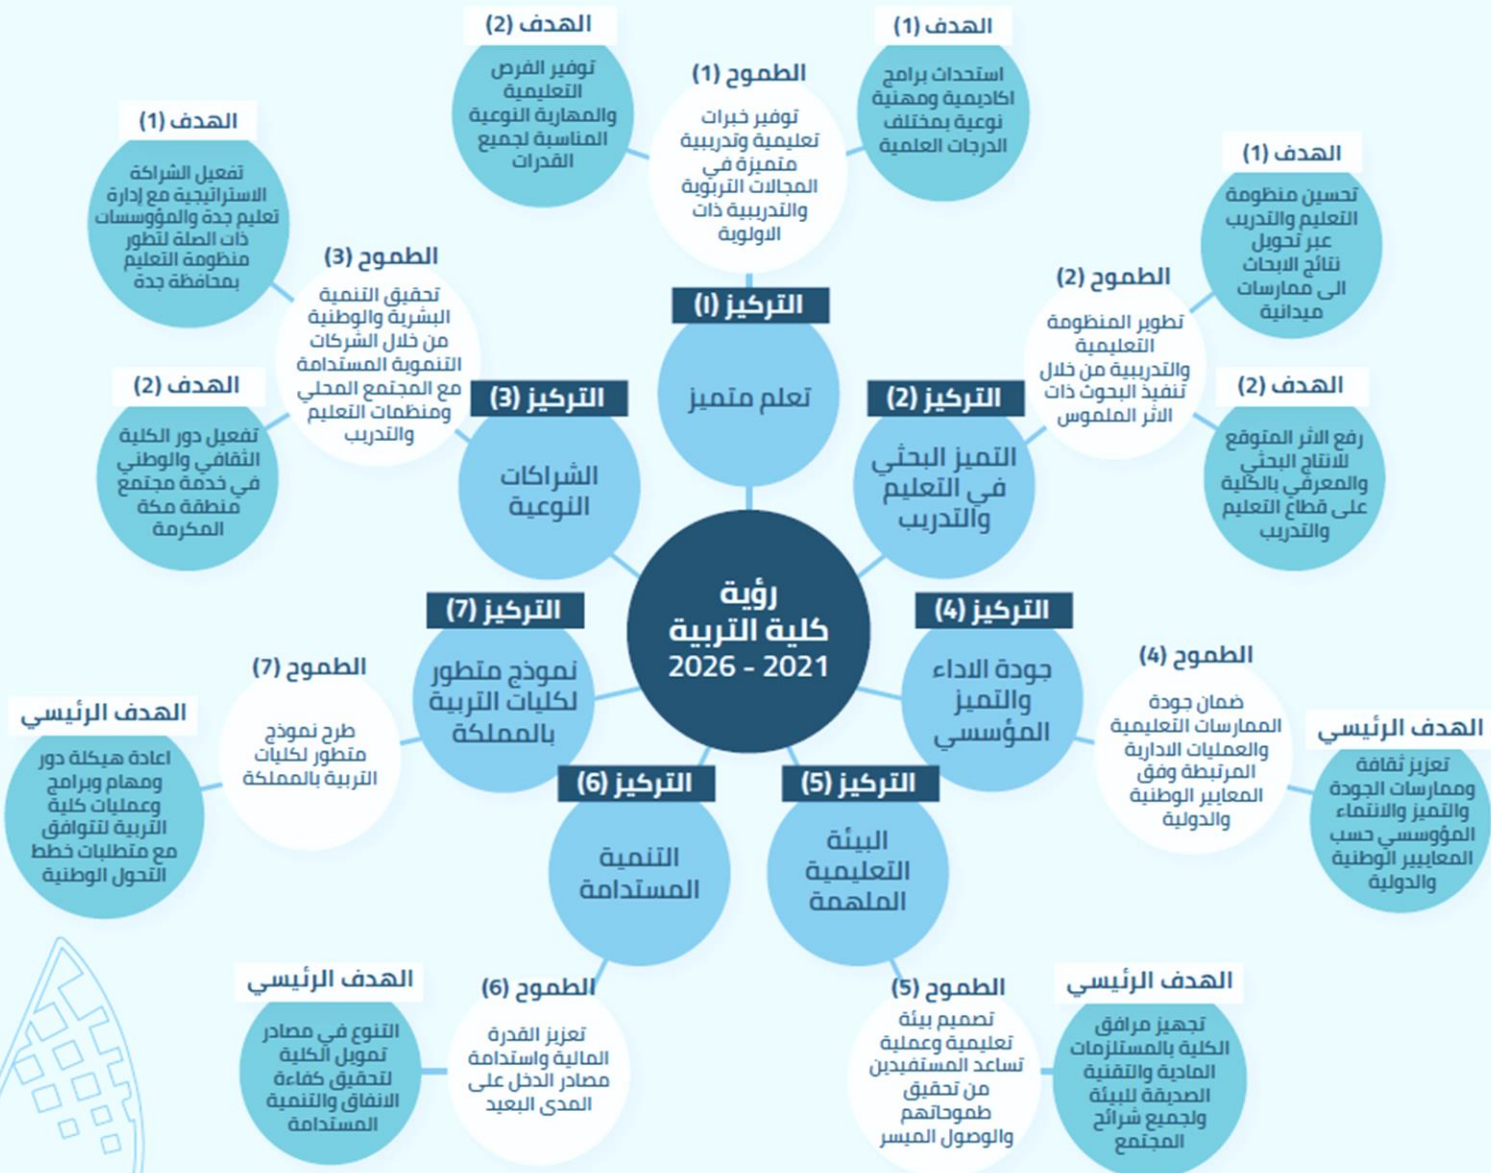 رؤية
كلية التربية
2021 - 2026
التركيز (1)
تعلم متميز
الطموح (1)
توفير خبرات
تعليمية وتدريبية
متميزة في
المجالات التربوية
والتدريبية ذات
الاولوية
الهدف (1)
استحداث برامج
اكاديمية ومهنية
نوعية بمختلف
الدرجات العلمية
الهدف (2)
توفير الفرص
التعليمية
والمهارية النوعية
المناسبة لجميع
القدرات
التركيز (2)
التميز البحثي
في التعليم
والتدريب
الطموح (2)
تطوير المنظومة
التعليمية
والتدريبية من خلال
تنفيذ البحوث ذات
الاثر الملموس
الهدف (1)
تحسين منظومة
التعليم والتدريب
عبر تحويل
نتائج الابحاث
الى ممارسات
ميدانية
الهدف (2)
رفع الاثر المتوقع
للانتاج البحثي
والمعرفي بالكلية
على قطاع التعليم
والتدريب
التركيز (3)
الشراكات
النوعية
الطموح (3)
تحقيق التنمية
البشرية والوطنية
من خلال الشركات
التنموية المستدامة
مع المجتمع المحلي
ومنظمات التعليم
والتدريب
الهدف (1)
تفعيل الشراكة
الاستراتيجية مع إدارة
تعليم جدة والمؤوسسات
ذات الصلة لتطور
منظومة التعليم
بمحافظة جدة
الهدف (2)
تفعيل دور الكلية
الثقافي والوطني
في خدمة مجتمع
منطقة مكة
المكرمة
التركيز (4)
جودة الاداء
والتميز
المؤسسي
الطموح (4)
ضمان جودة
الممارسات التعليمية
والعمليات الادارية
المرتبطة وفق
المعايير الوطنية
والدولية
الهدف الرئيسي
تعزيز ثقافة
وممارسات الجودة
والتميز والانتماء
المؤوسسي حسب
المعاييير الوطنية
والدولية
التركيز (5)
البيئة
التعليمية
الملهمة
الطموح (5)
تصميم بيئة
تعليمية وعملية
تساعد المستفيدين
من تحقيق
طموحاتهم
والوصول الميسر
الهدف الرئيسي
تجهيز مرافق
الكلية بالمستلزمات
المادية والتقنية
الصديقة للبيئة
ولجميع شرائح
المجتمع
التركيز (6)
التنمية
المستدامة
الطموح (6)
تعزيز القدرة
المالية واستدامة
مصادر الدخل على
المدى البعيد
الهدف الرئيسي
التنوع في مصادر
تمويل الكلية
لتحقيق كفاءة
الانفاق والتنمية
المستدامة
التركيز (7)
نموذج متطور
لكليات التربية
بالمملكة
الطموح (7)
طرح نموذج
متطور لكليات
التربية بالمملكة
الهدف الرئيسي
اعادة هيكلة دور
ومهام وبرامج
وعمليات كلية
التربية لتتوافق
مع متطلبات خطط
التحول الوطنية